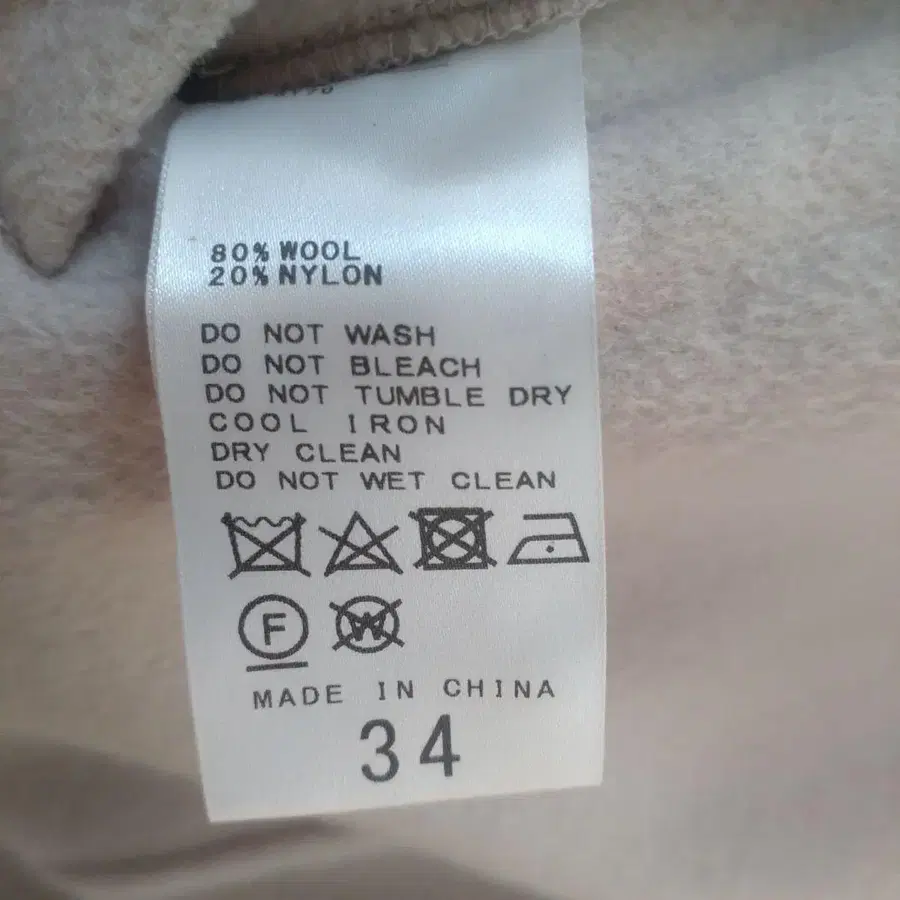 80% WOOL
20% NYLON
DO NOT WASH
DO NOT BLEACH
DO NOT TUMBLE DRY
COOL IRON
DRY CLEAN
DO NOT WET CLEAN
F W
MADE IN CHINA
34